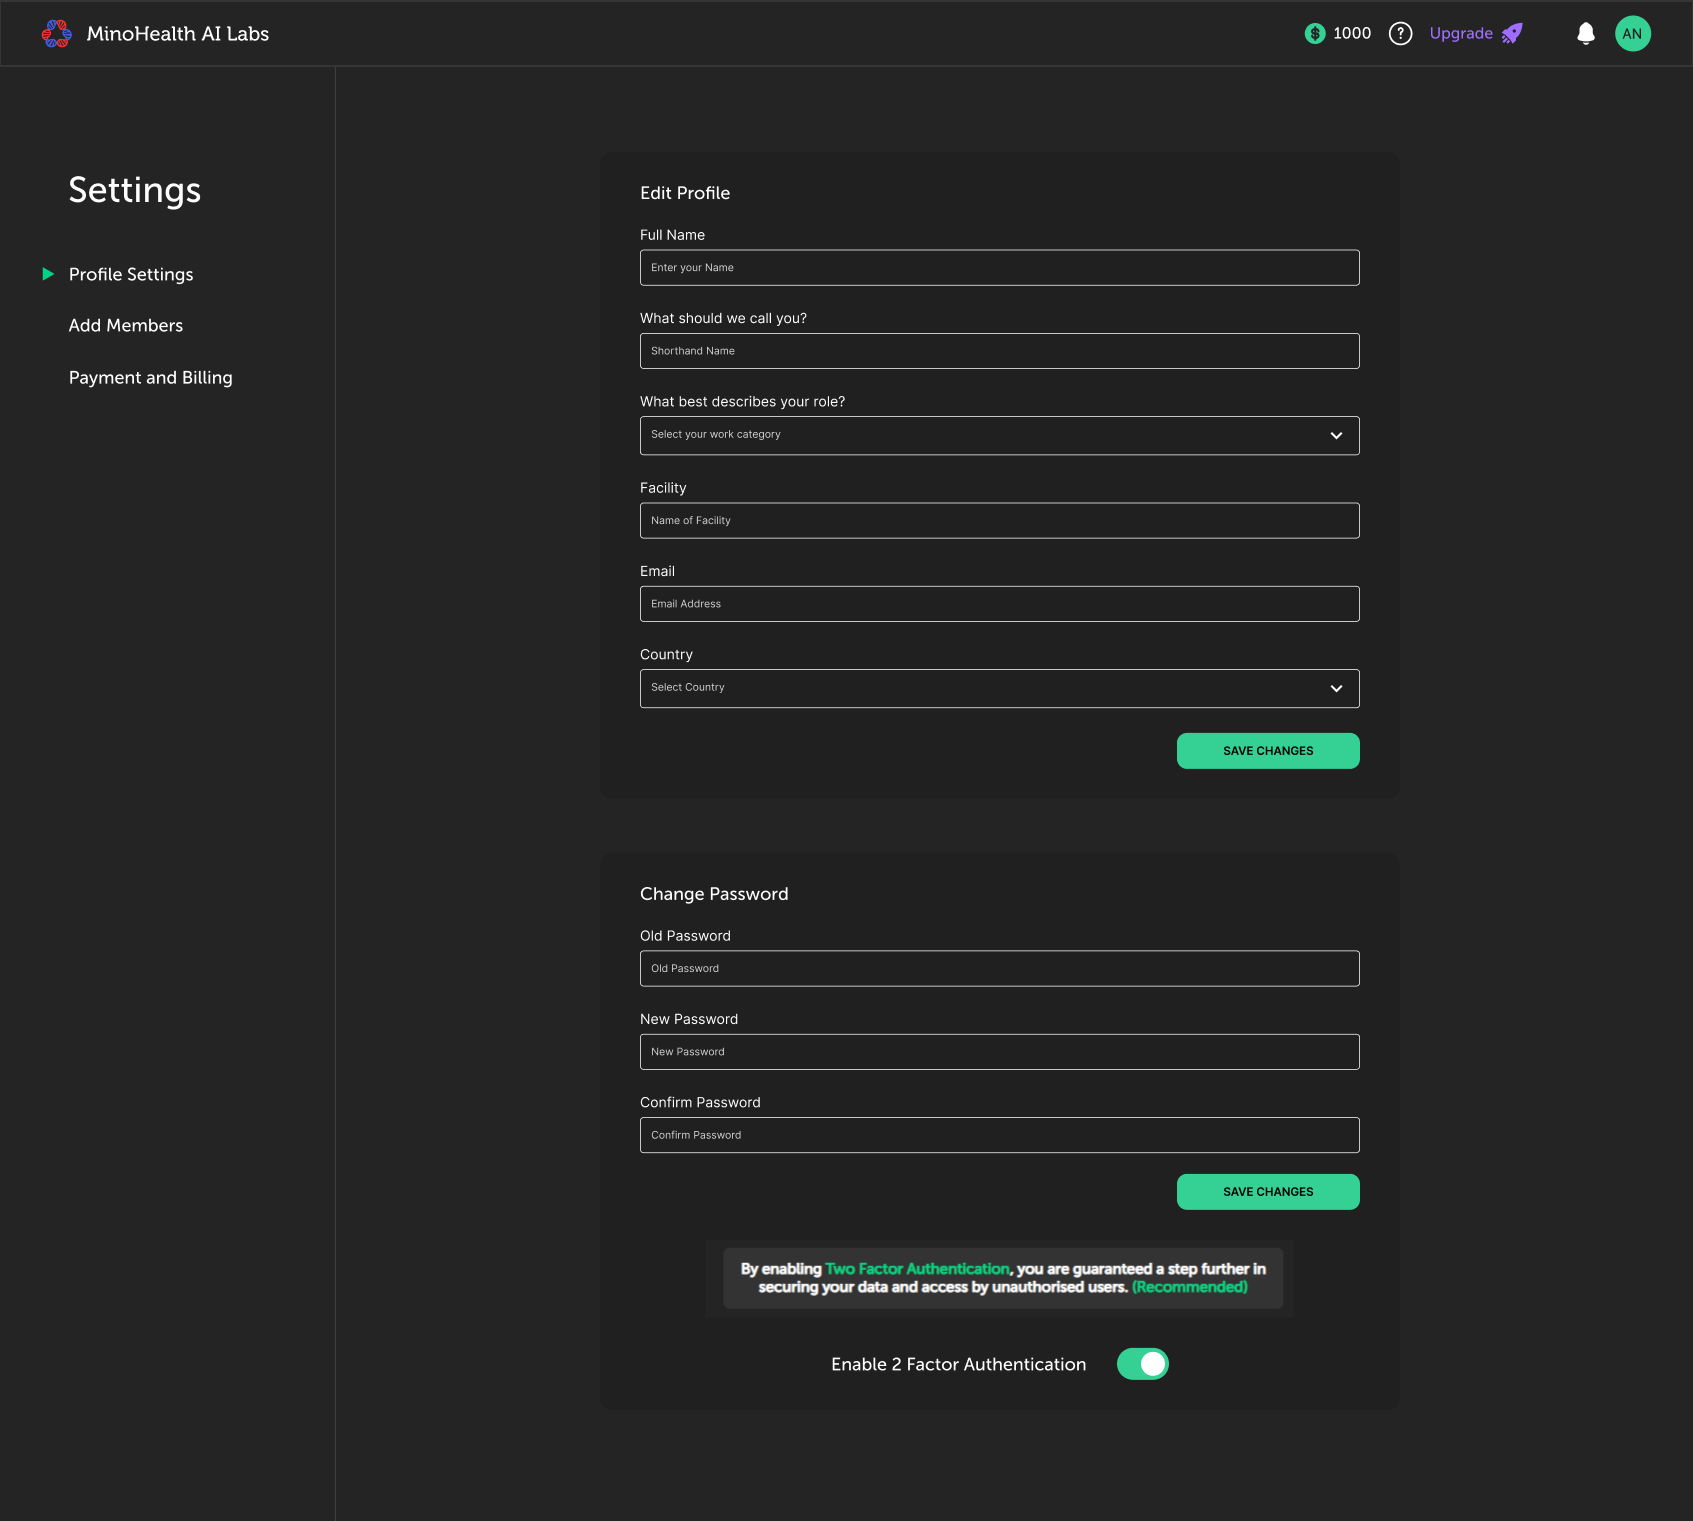 MinoHealth AI Labs
1000
?
Upgrade
AN
Settings
Profile Settings
Add Members
Payment and Billing
Edit Profile
Full Name
Enter your Name
What should we call you?
Shorthand Name
What best describes your role?
Select your work category
Facility
Name of Facility
Email
Email Address
Country
Select Country
SAVE CHANGES
Change Password
Old Password
Old Password
New Password
New Password
Confirm Password
Confirm Password
SAVE CHANGES
By enabling Two Factor Authentication, you are guaranteed a step further in
securing your data and access by unauthorised users. (Recommended)
Enable 2 Factor Authentication